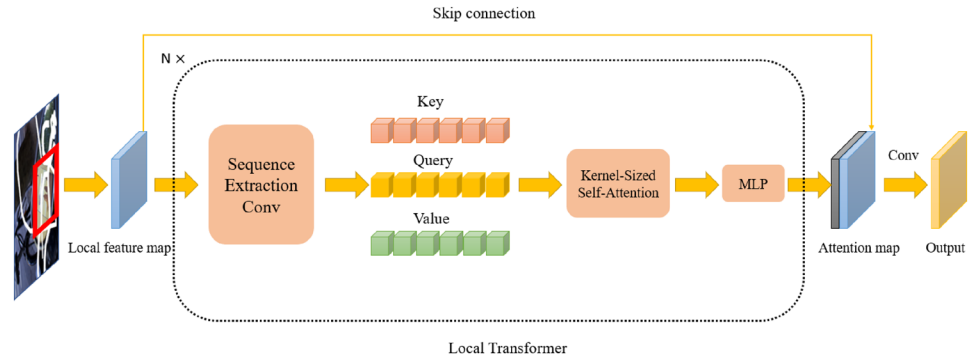 Skip connection
N ×
Key
Sequence
Extraction
Conv
Query
Value
Kernel-Sized
Self-Attention
MLP
Conv
Local feature map
Attention map
Output
Local Transformer